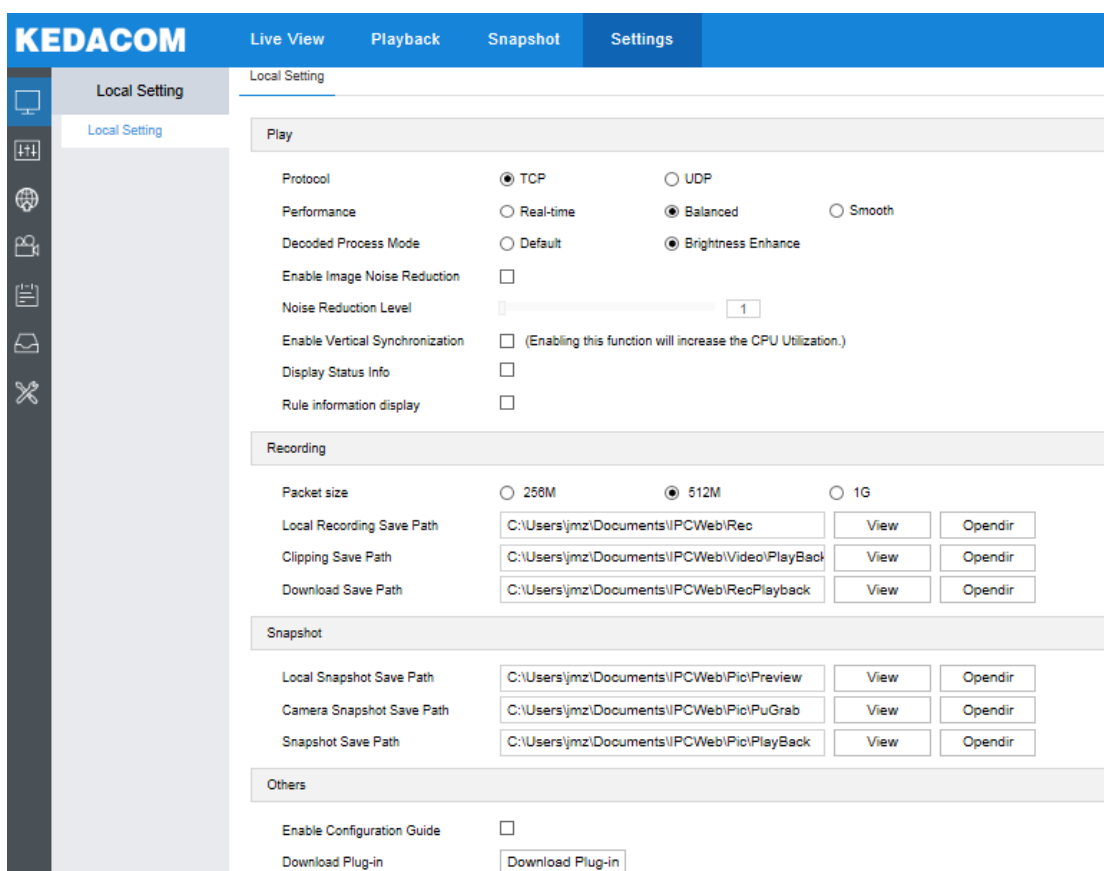 KEDACOM Live View Playback Snapshot Settings
Local Setting
Local Setting
Local Setting
Play
Protocol TCP UDP
Performance Real-time Balanced Smooth
Decoded Process Mode Default Brightness Enhance
Enable Image Noise Reduction
Noise Reduction Level 1
Enable Vertical Synchronization (Enabling this function will increase the CPU Utilization.)
Display Status Info
Rule information display
Recording
Packet size 256M 512M 1G
Local Recording Save Path C:\Users\jmz\Documents\IPCWeb\Rec View Opendir
Clipping Save Path C:\Users\jmz\Documents\IPCWeb\Video\PlayBack View Opendir
Download Save Path C:\Users\jmz\Documents\IPCWeb\RecPlayback View Opendir
Snapshot
Local Snapshot Save Path C:\Users\jmz\Documents\IPCWeb\Pic\Preview View Opendir
Camera Snapshot Save Path C:\Users\jmz\Documents\IPCWeb\Pic\PuGrab View Opendir
Snapshot Save Path C:\Users\jmz\Documents\IPCWeb\Pic\PlayBack View Opendir
Others
Enable Configuration Guide
Download Plug-in Download Plug-in